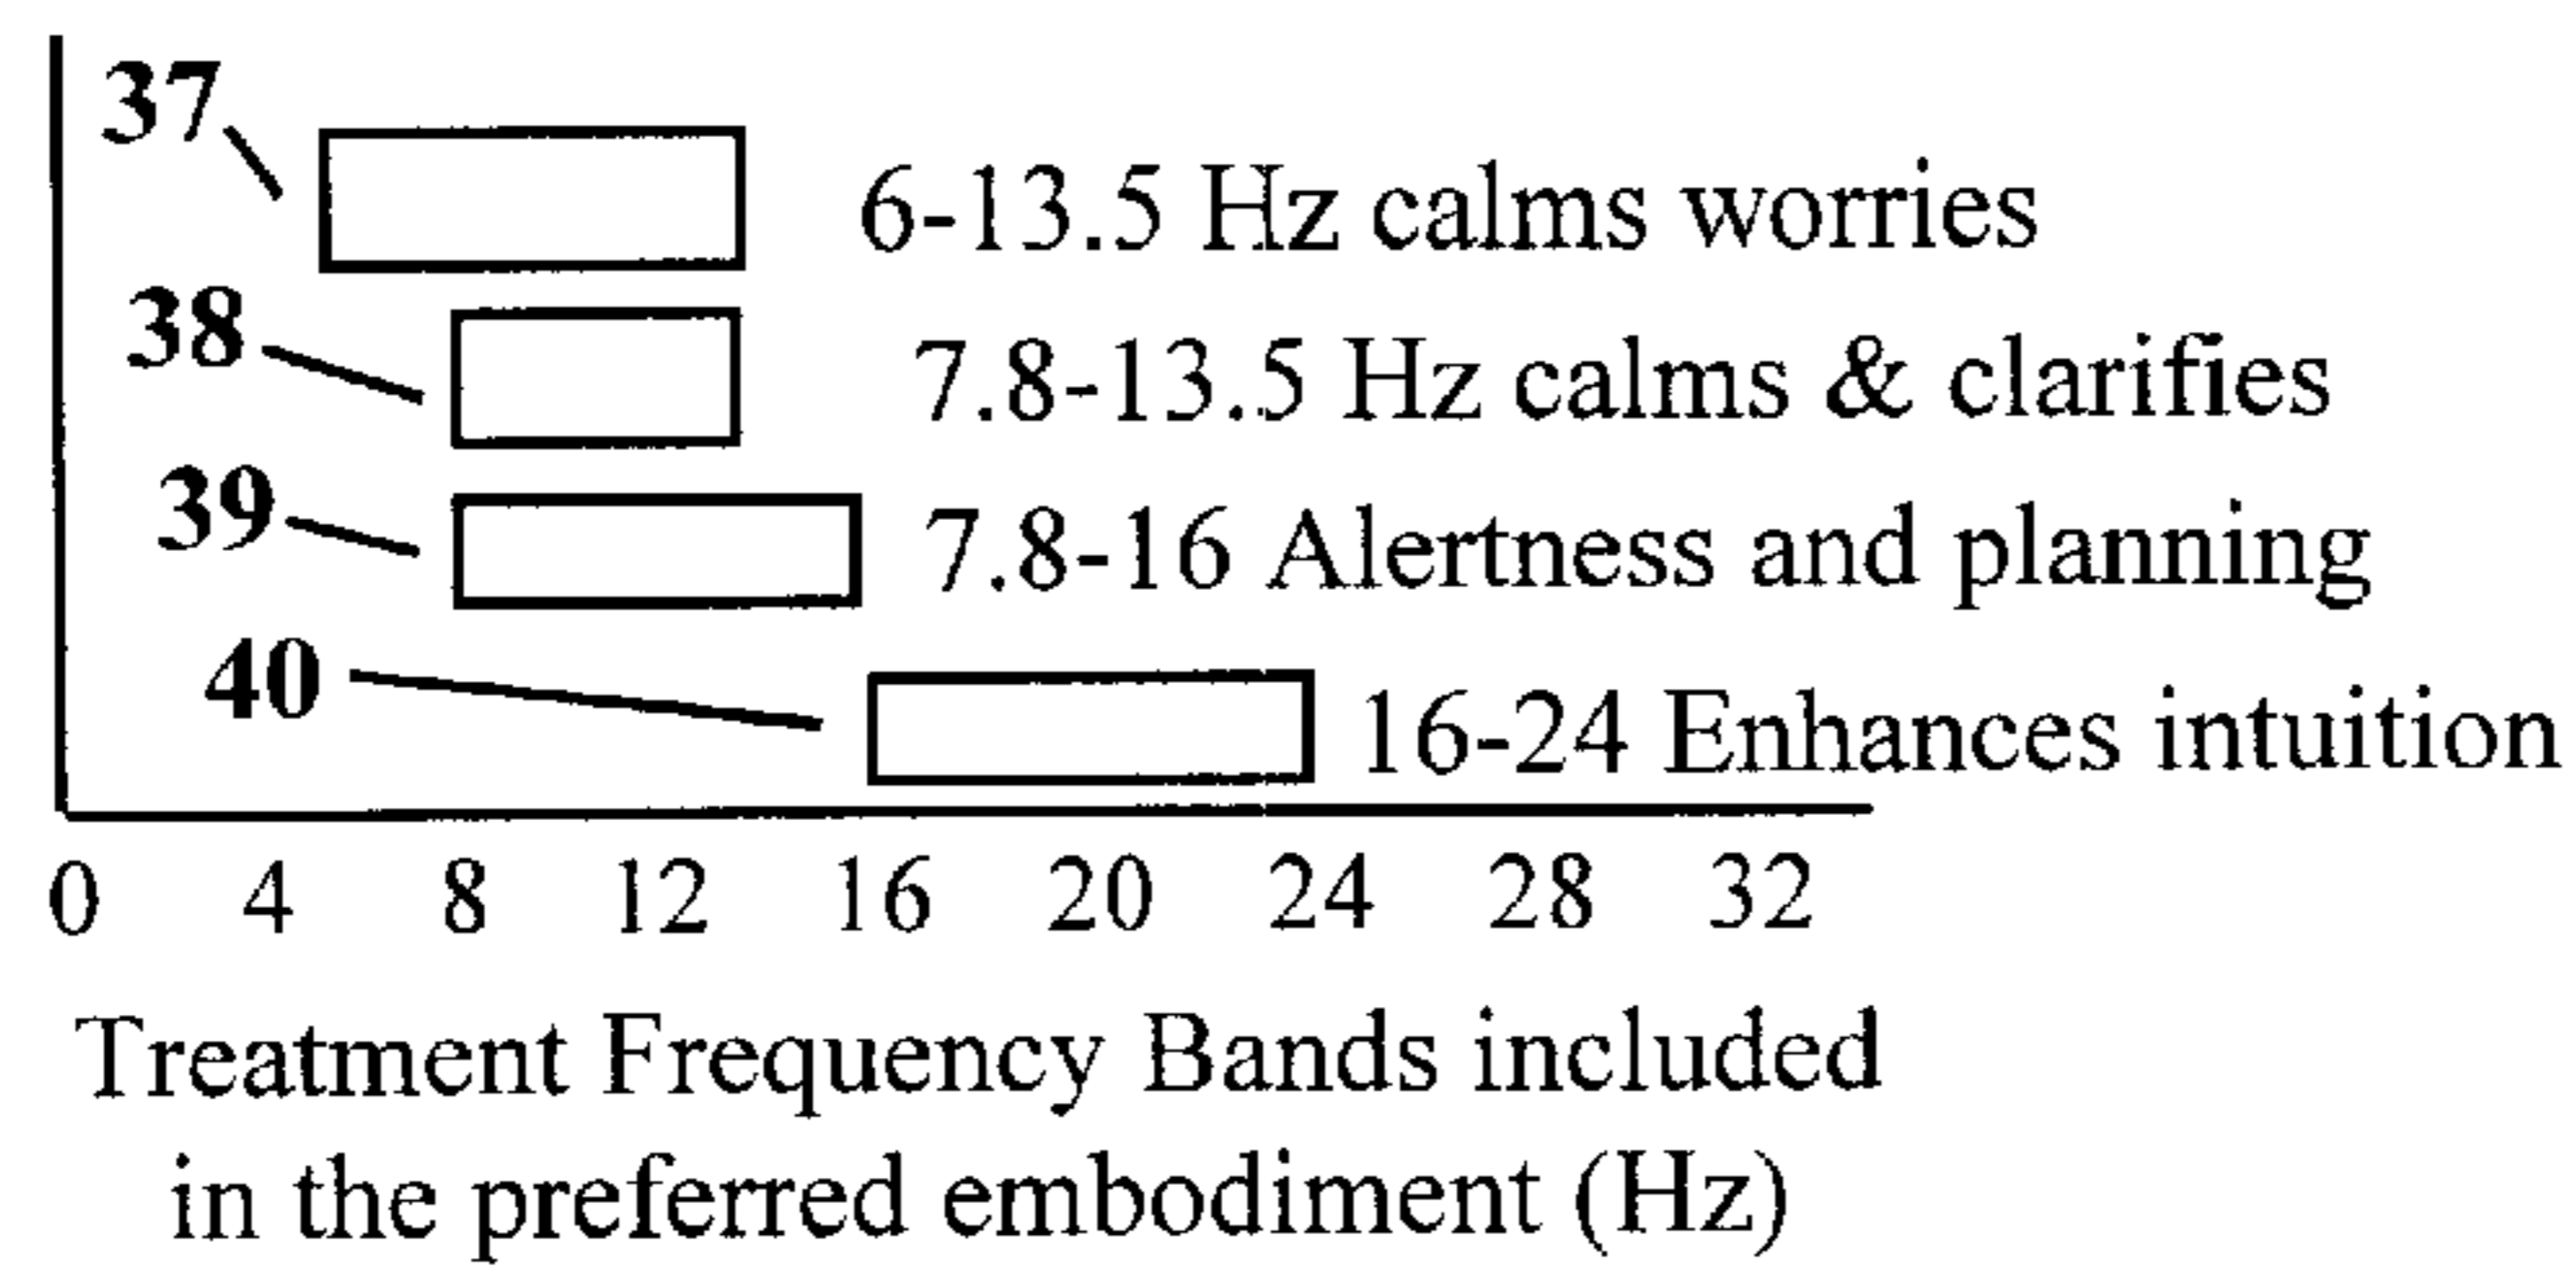 37
6-13.5 Hz calms worries
38
7.8-13.5 Hz calms & clarifies
39
7.8-16 Alertness and planning
40
16-24 Enhances intuition
0 4 8 12 16 20 24 28 32
Treatment Frequency Bands included
in the preferred embodiment (Hz)